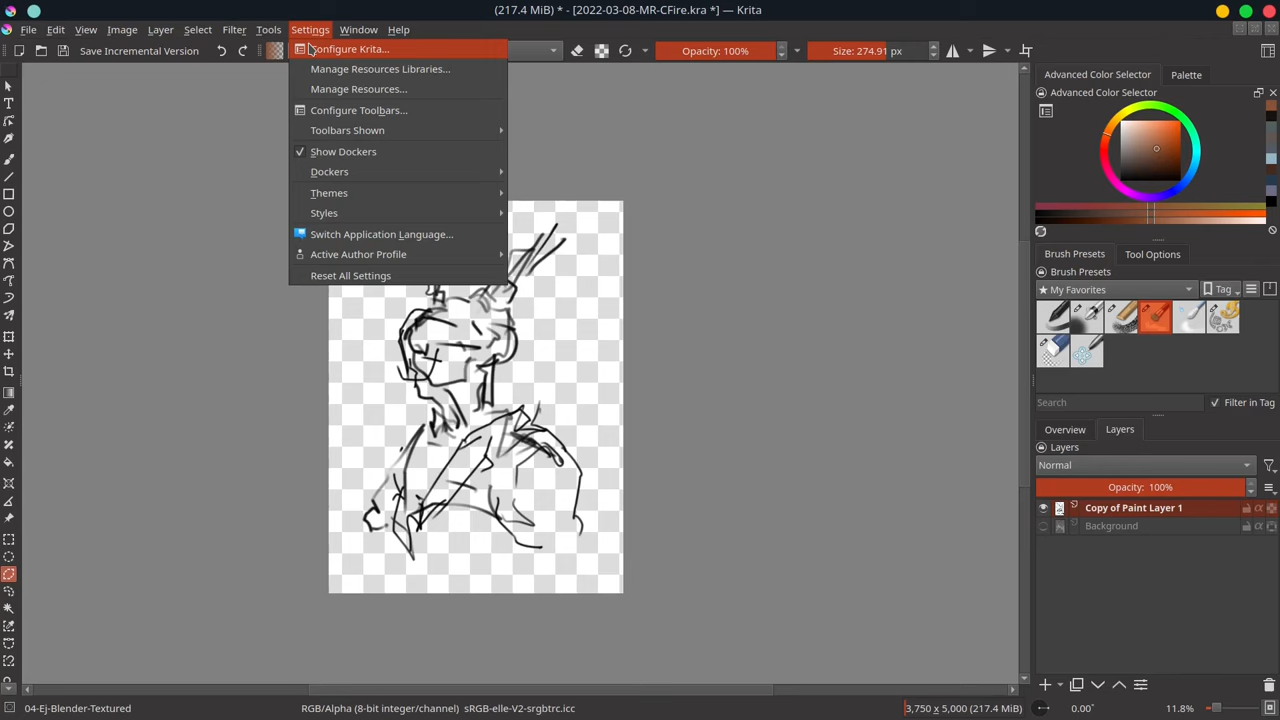 (217.4 MiB) * - [2022-03-08-MR-CFire.kra *] — Krita
File Edit View Image Layer Select Filter Tools Settings Window Help
Save Incremental Version
Opacity: 100%
Size: 274.91 px
Configure Krita...
Manage Resources Libraries...
Manage Resources...
Configure Toolbars...
Toolbars Shown
Show Dockers
Dockers
Themes
Styles
Switch Application Language...
Active Author Profile
Reset All Settings
Advanced Color Selector Palette
Advanced Color Selector
Brush Presets Tool Options
Brush Presets
★ My Favorites Tag
Search Filter in Tag
Overview Layers
Layers
Normal
Opacity: 100%
Copy of Paint Layer 1
Background
04-Ej-Blender-Textured
RGB/Alpha (8-bit integer/channel) sRGB-elle-V2-srgbtrc.icc
3,750 x 5,000 (217.4 MiB)
0.00°
11.8%